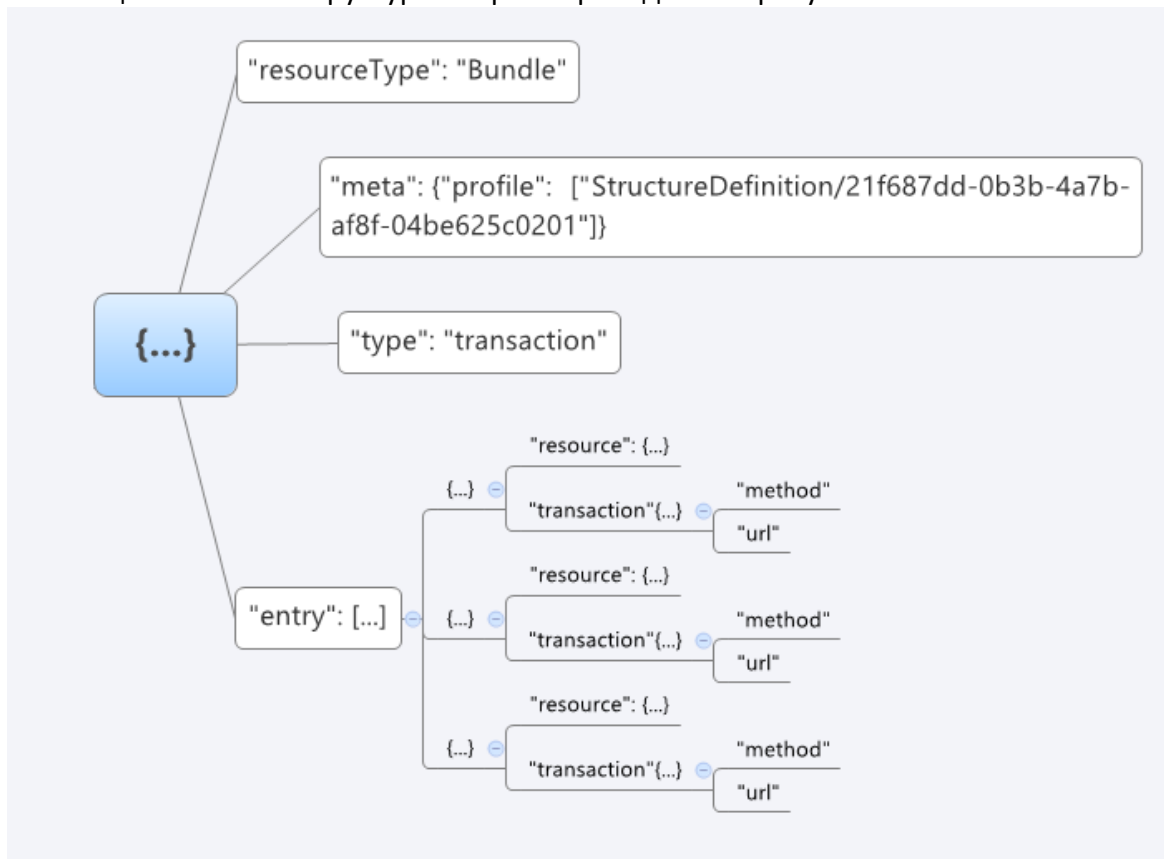 "resourceType": "Bundle"
"meta": {"profile":  ["StructureDefinition/21f687dd-0b3b-4a7b-
af8f-04be625c0201"]}
{...}
"type": "transaction"
"entry": [...]
{...}
"resource": {...}
"transaction"{...}
"method"
"url"
{...}
"resource": {...}
"transaction"{...}
"method"
"url"
{...}
"resource": {...}
"transaction"{...}
"method"
"url"